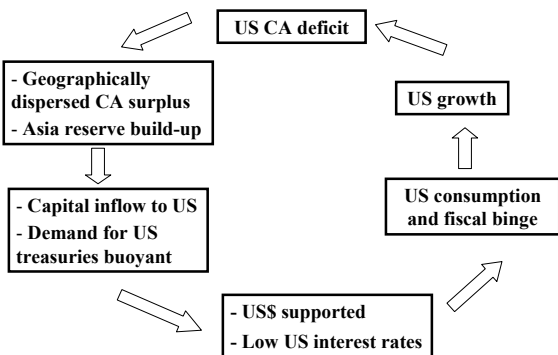 US CA deficit
- Geographically
dispersed CA surplus
- Asia reserve build-up
- Capital inflow to US
- Demand for US
treasuries buoyant
- US$ supported
- Low US interest rates
US consumption
and fiscal binge
US growth